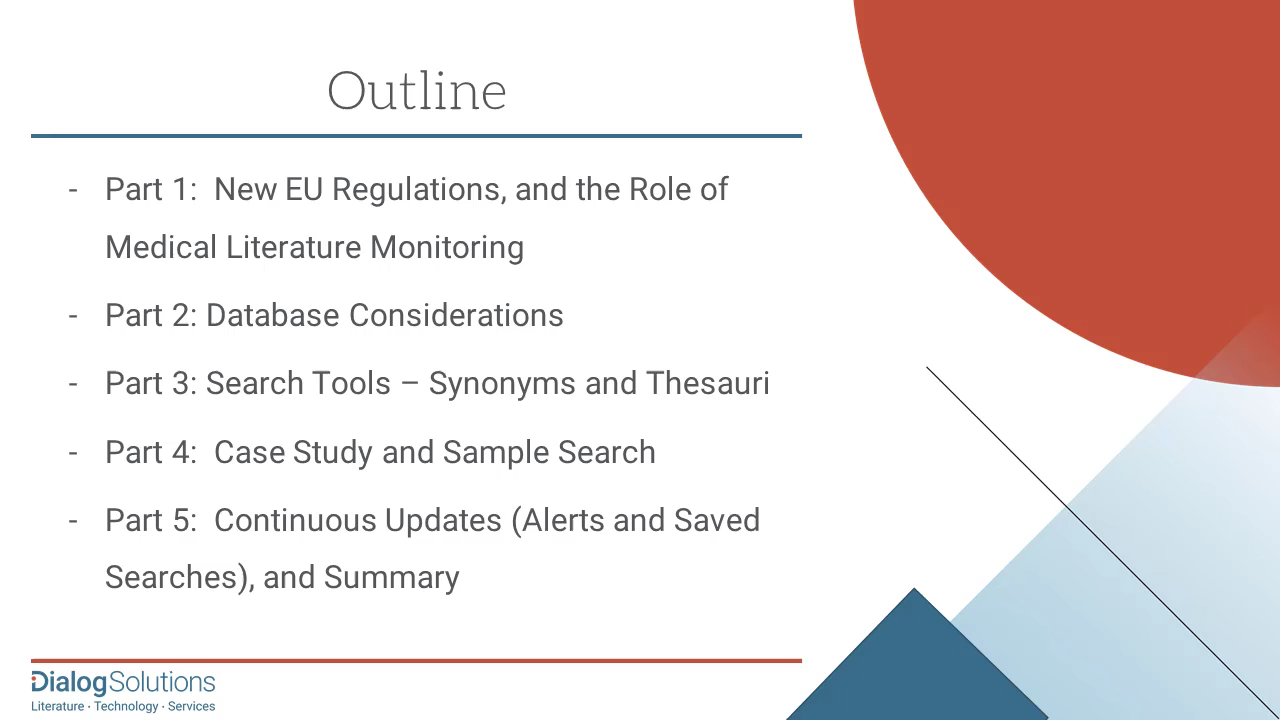 Outline
- Part 1: New EU Regulations, and the Role of
Medical Literature Monitoring
- Part 2: Database Considerations
- Part 3: Search Tools – Synonyms and Thesauri
- Part 4: Case Study and Sample Search
- Part 5: Continuous Updates (Alerts and Saved
Searches), and Summary
DialogSolutions
Literature · Technology · Services